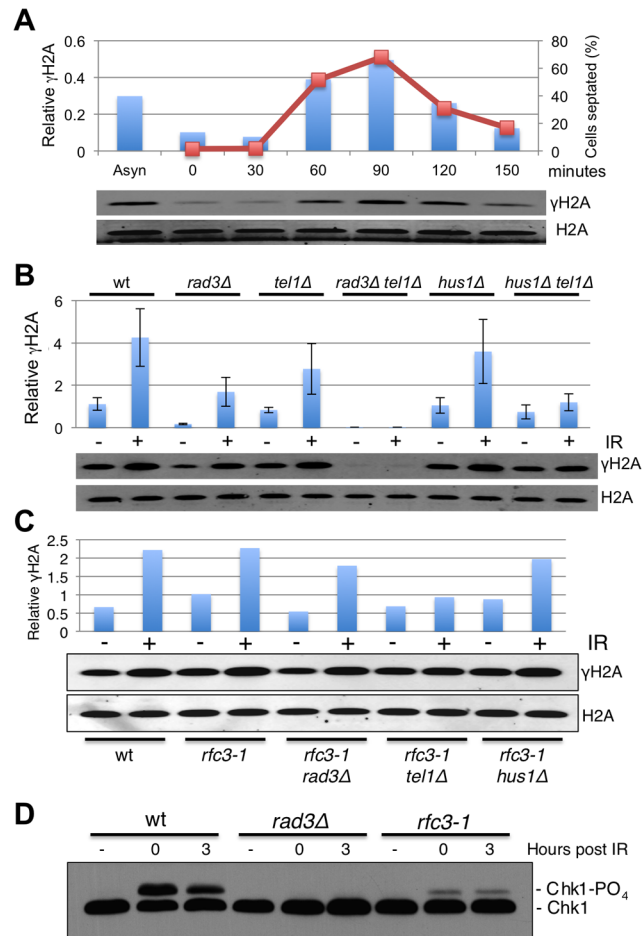 A
Relative γH2A
0.6
0.4
0.2
0
80
60
40
20
0
Cells septated (%)
Asyn 0 30 60 90 120 150 minutes
γH2A
H2A
B
wt rad3Δ tel1Δ rad3Δ tel1Δ hus1Δ hus1Δ tel1Δ
Relative γH2A
6
4
2
0
- + - + - + - + - + - + IR
γH2A
H2A
C
Relative γH2A
2.5
2
1.5
1
0.5
0
- + - + - + - + - + IR
γH2A
H2A
wt rfc3-1 rfc3-1 rfc3-1 rfc3-1
rad3Δ tel1Δ hus1Δ
D
wt rad3Δ rfc3-1
- 0 3 - 0 3 - 0 3 Hours post IR
- Chk1-PO4
- Chk1